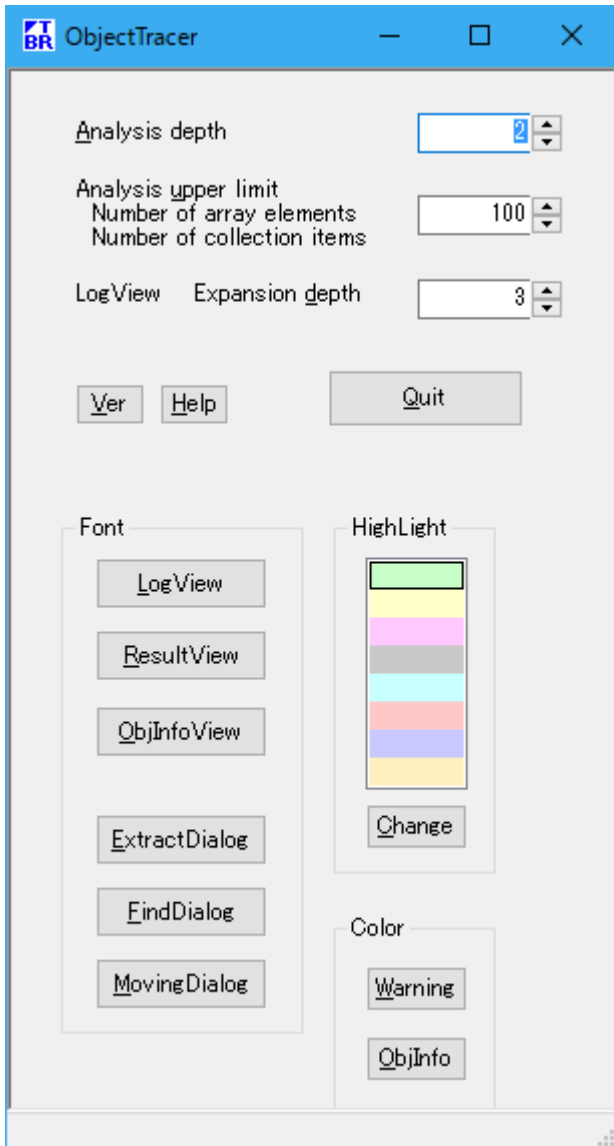 TBR ObjectTracer
Analysis depth 2
Analysis upper limit
Number of array elements 100
Number of collection items
LogView Expansion depth 3
Ver Help Quit
Font
LogView
ResultView
ObjInfoView
ExtractDialog
FindDialog
MovingDialog
HighLight
Change
Color
Warning
ObjInfo